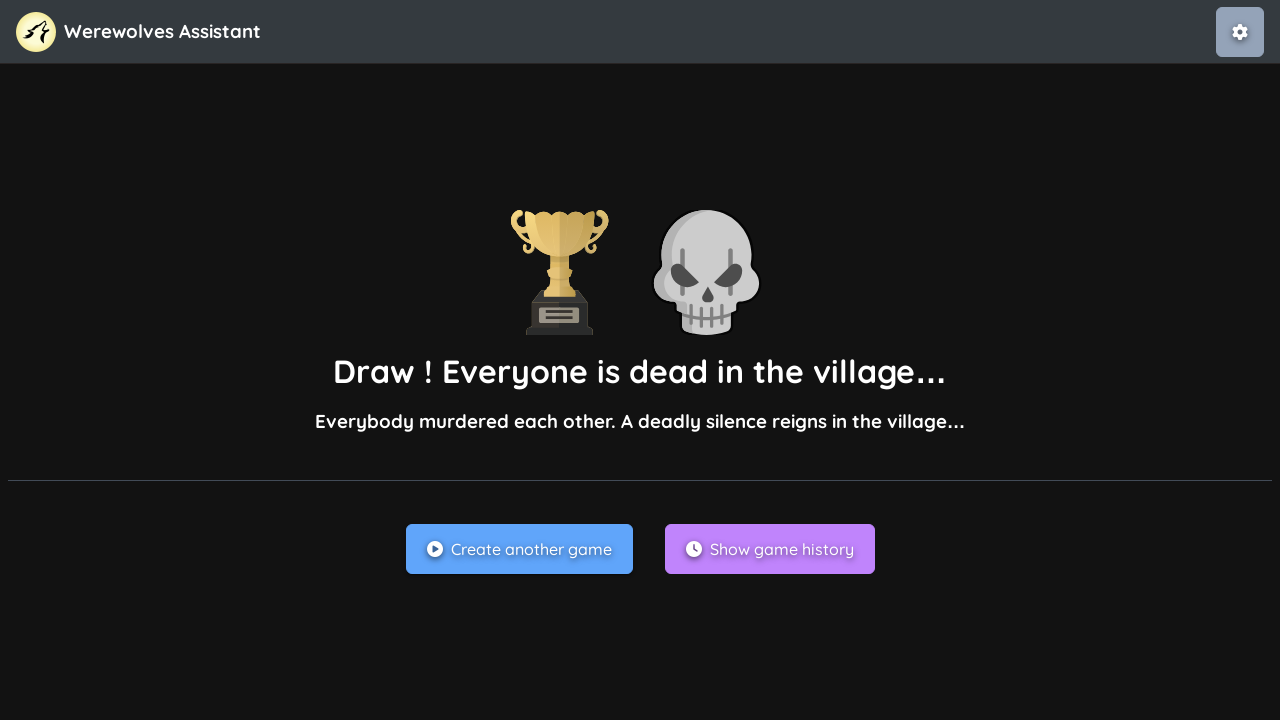 Werewolves Assistant
Draw ! Everyone is dead in the village...
Everybody murdered each other. A deadly silence reigns in the village...
Create another game
Show game history